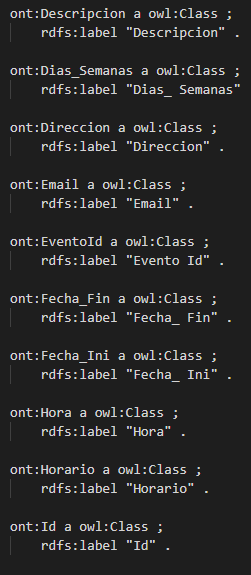 ont:Descripcion a owl:Class ;
rdfs:label "Descripcion" .
ont:Dias_Semanas a owl:Class ;
rdfs:label "Dias_ Semanas"
ont:Direccion a owl:Class ;
rdfs:label "Direccion" .
ont:Email a owl:Class ;
rdfs:label "Email" .
ont:EventoId a owl:Class ;
rdfs:label "Evento Id" .
ont:Fecha_Fin a owl:Class ;
rdfs:label "Fecha_ Fin" .
ont:Fecha_Ini a owl:Class ;
rdfs:label "Fecha_ Ini" .
ont:Hora a owl:Class ;
rdfs:label "Hora" .
ont:Horario a owl:Class ;
rdfs:label "Horario" .
ont:Id a owl:Class ;
rdfs:label "Id" .